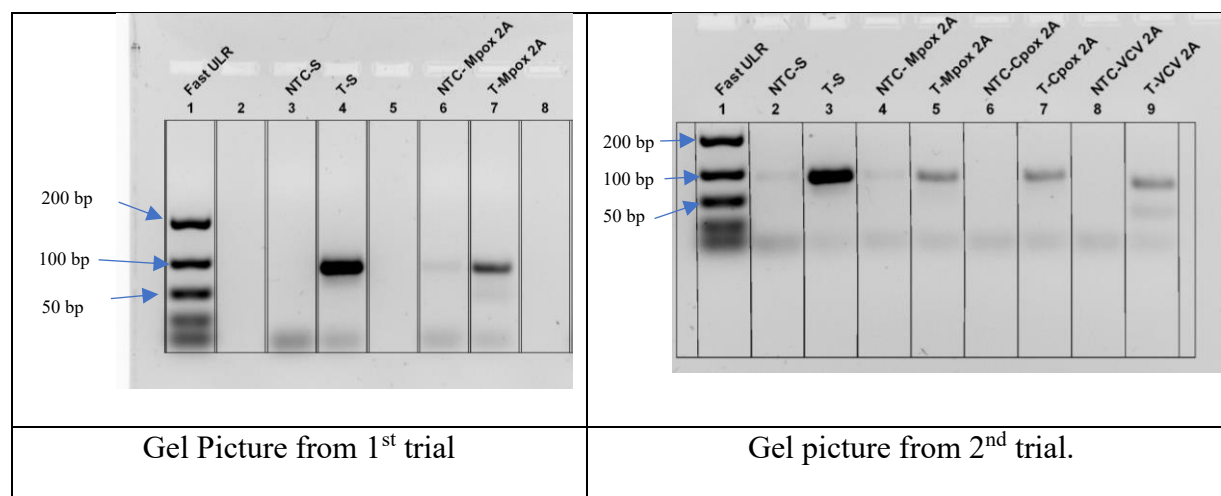 Fast ULR
NTC-S
T-S
NTC- Mpox 2A
T-Mpox 2A
1 2 3 4 5 6 7 8
200 bp
100 bp
50 bp
Gel Picture from 1st trial
Fast ULR
NTC-S
T-S
NTC- Mpox 2A
T-Mpox 2A
NTC-Cpox 2A
T-Cpox 2A
NTC-VCV 2A
T-VCV 2A
1 2 3 4 5 6 7 8 9
200 bp
100 bp
50 bp
Gel picture from 2nd trial.